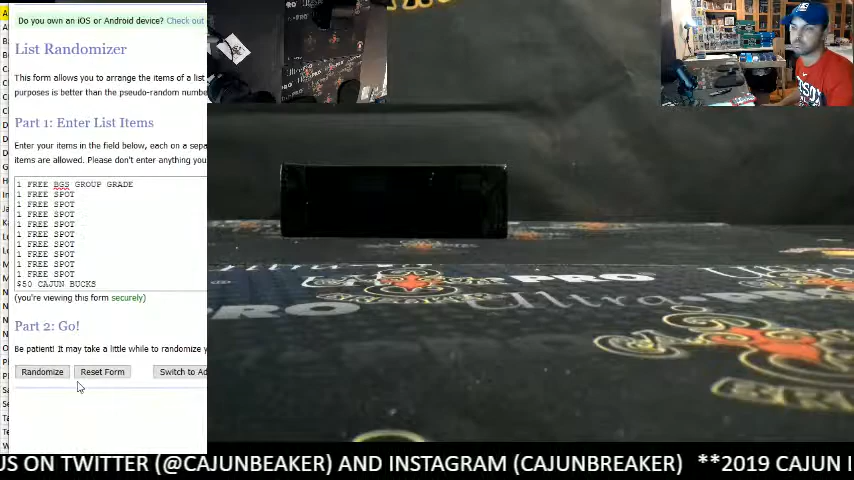 Do you own an iOS or Android device? Check out
List Randomizer
This form allows you to arrange the items of a list
purposes is better than the pseudo-random numbe
Part 1: Enter List Items
Enter your items in the field below, each on a sepa
items are allowed. Please don't enter anything you
1 FREE BGS GROUP GRADE
1 FREE SPOT
1 FREE SPOT
1 FREE SPOT
1 FREE SPOT
1 FREE SPOT
1 FREE SPOT
1 FREE SPOT
1 FREE SPOT
1 FREE SPOT
$50 CAJUN BUCKS
(you're viewing this form securely)
Part 2: Go!
Be patient! It may take a little while to randomize y
Randomize Reset Form Switch to Ad
PRO Ultra
PRO
US ON TWITTER (@CAJUNBEAKER) AND INSTAGRAM (CAJUNBREAKER) **2019 CAJUN I